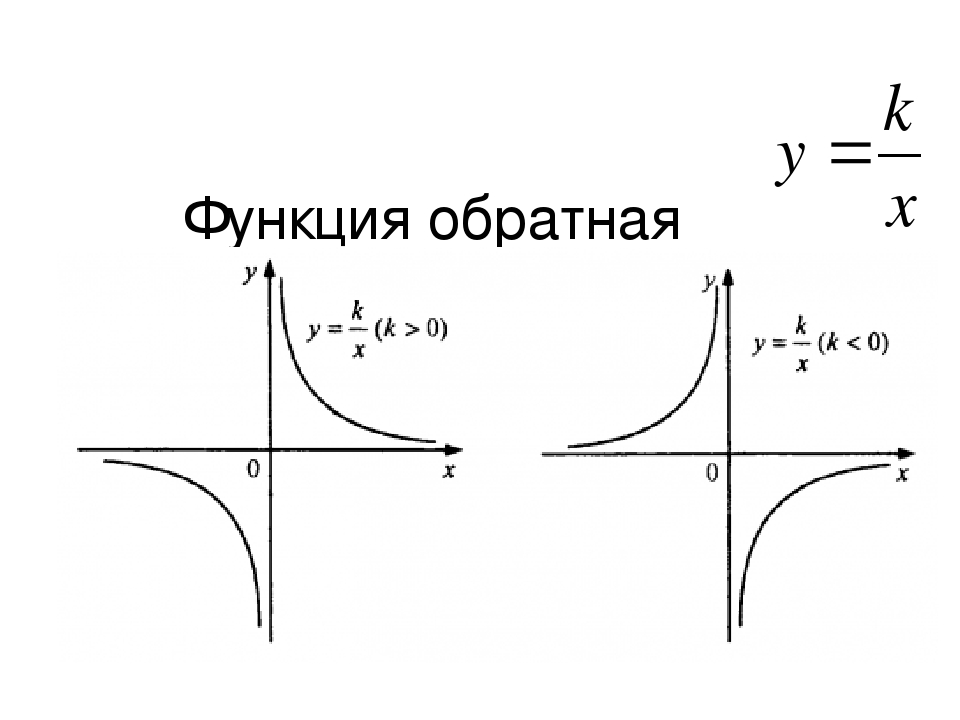 y = k/x
Функция обратная
y
y = k/x (k > 0)
0
x
y
y = k/x (k < 0)
0
x